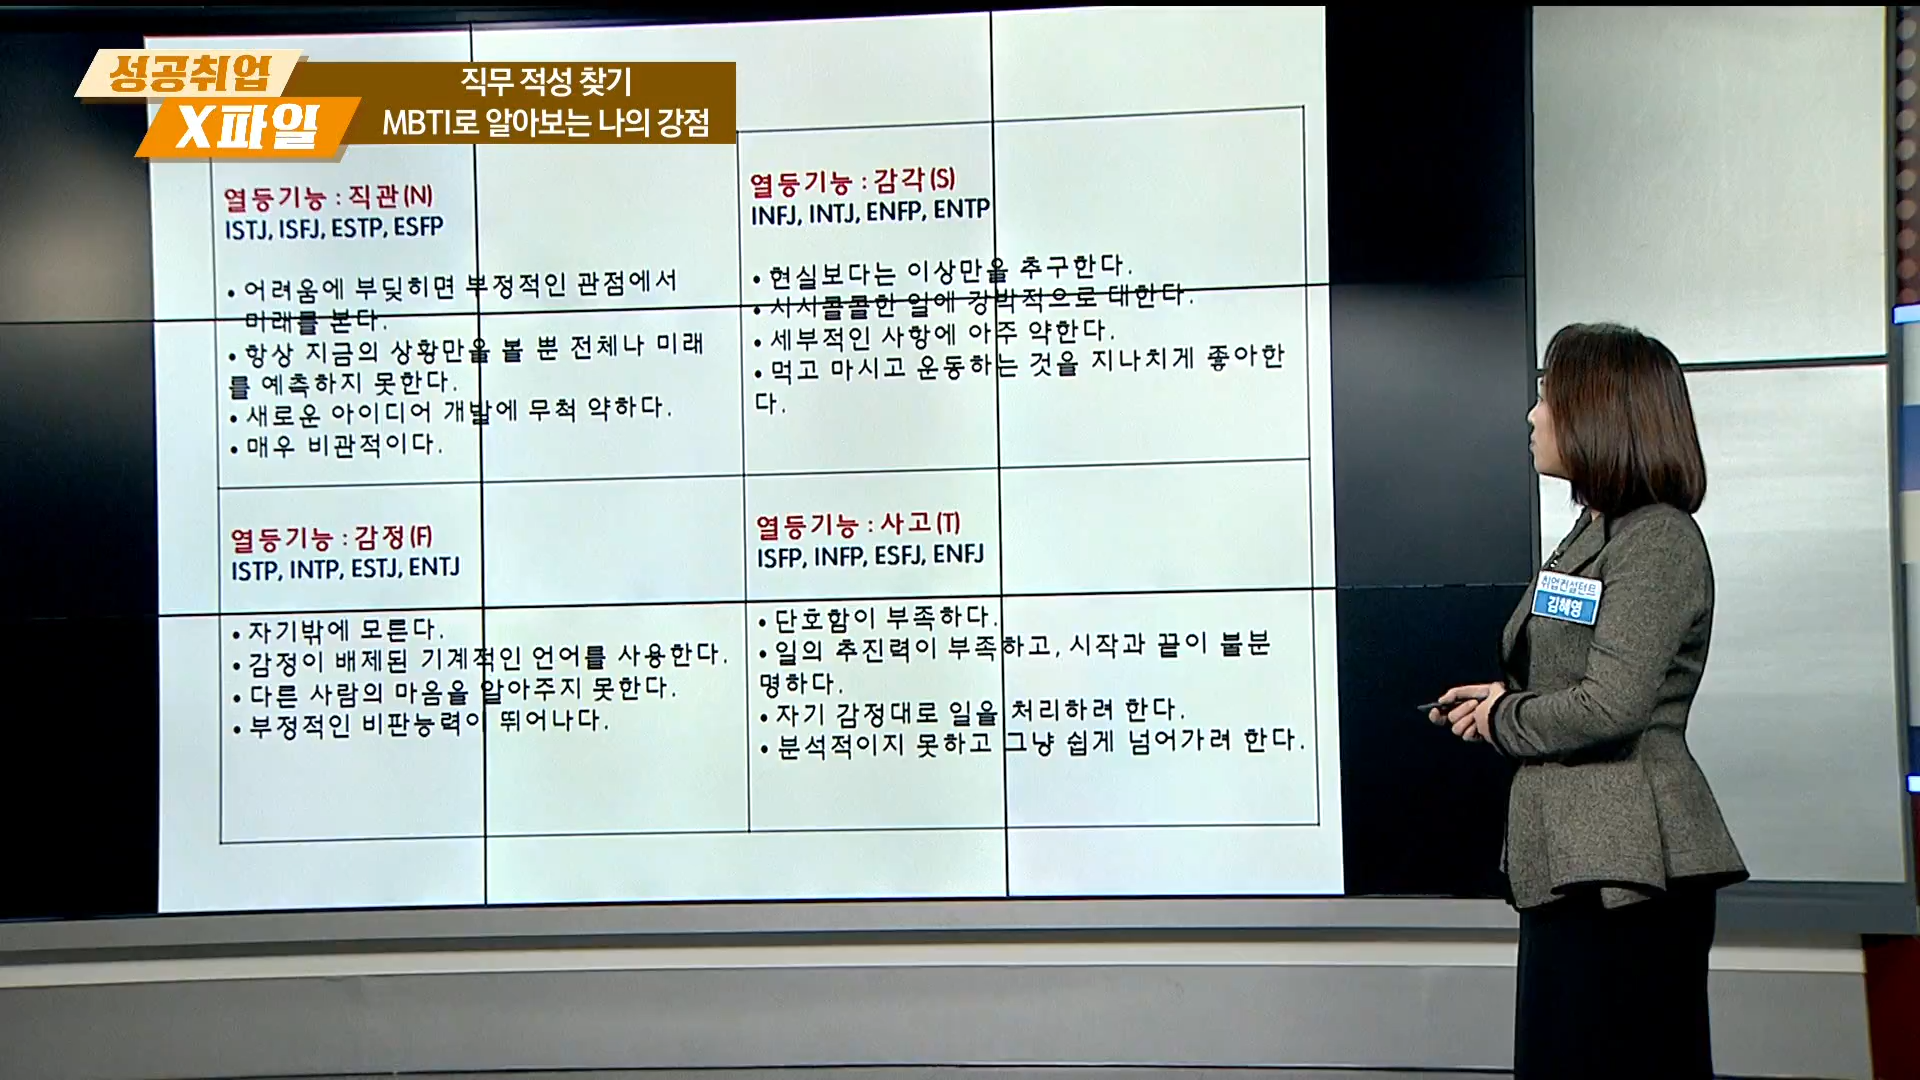 성공취업
X파일
직무 적성 찾기
MBTI로 알아보는 나의 강점
열등기능 : 직관(N)
ISTJ, ISFJ, ESTP, ESFP
• 어려움에 부딪히면 부정적인 관점에서
미래를 본다.
• 항상 지금의 상황만을 볼 뿐 전체나 미래
를 예측하지 못한다.
• 새로운 아이디어 개발에 무척 약하다.
• 매우 비관적이다.
열등기능 : 감각(S)
INFJ, INTJ, ENFP, ENTP
• 현실보다는 이상만을 추구한다.
• 시시콜콜한 일에 강박적으로 대한다.
• 세부적인 사항에 아주 약한다.
• 먹고 마시고 운동하는 것을 지나치게 좋아한
다.
열등기능 : 감정(F)
ISTP, INTP, ESTJ, ENTJ
• 자기밖에 모른다.
• 감정이 배제된 기계적인 언어를 사용한다.
• 다른 사람의 마음을 알아주지 못한다.
• 부정적인 비판능력이 뛰어나다.
열등기능 : 사고(T)
ISFP, INFP, ESFJ, ENFJ
• 단호함이 부족하다.
• 일의 추진력이 부족하고, 시작과 끝이 불분
명하다.
• 자기 감정대로 일을 처리하려 한다.
• 분석적이지 못하고 그냥 쉽게 넘어가려 한다.
취업컨설턴트
김혜영